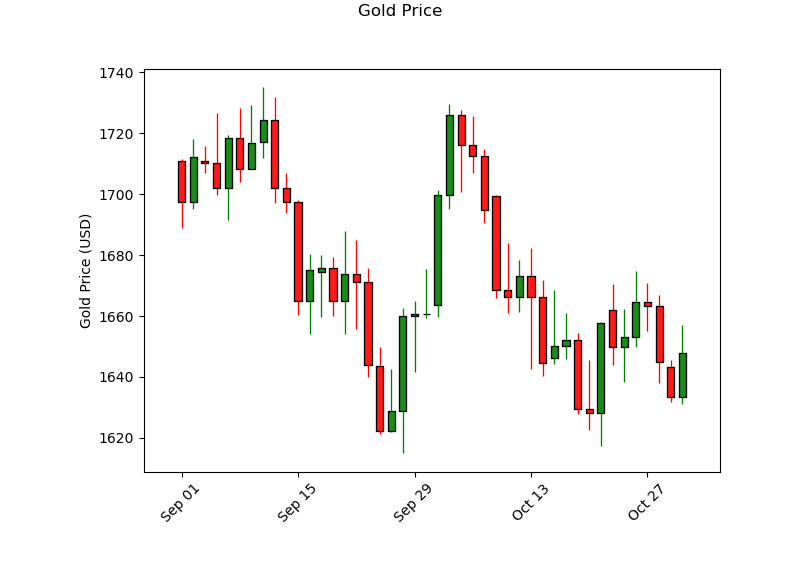 Gold Price
Gold Price (USD)
1740
1720
1700
1680
1660
1640
1620
Sep 01
Sep 15
Sep 29
Oct 13
Oct 27